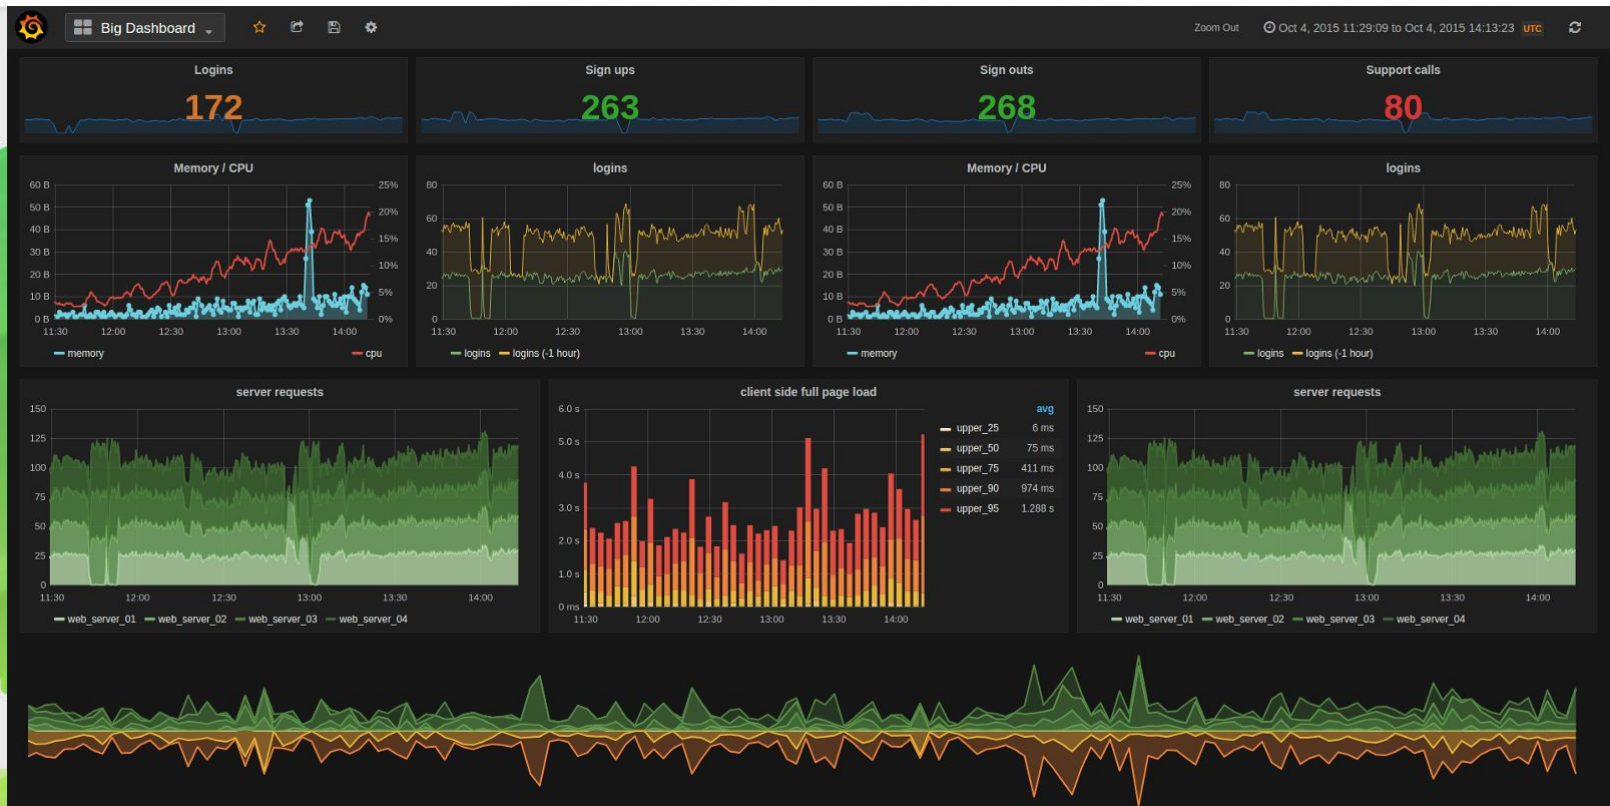 Big Dashboard
Zoom Out Oct 4, 2015 11:29:09 to Oct 4, 2015 14:13:23 UTC
Logins
172
Sign ups
263
Sign outs
268
Support calls
80
Memory / CPU
60 B
50 B
40 B
30 B
20 B
10 B
0 B
25%
20%
15%
10%
5%
0%
11:30 12:00 12:30 13:00 13:30 14:00
memory cpu
logins
80
60
40
20
0
11:30 12:00 12:30 13:00 13:30 14:00
logins logins (-1 hour)
Memory / CPU
60 B
50 B
40 B
30 B
20 B
10 B
0 B
25%
20%
15%
10%
5%
0%
11:30 12:00 12:30 13:00 13:30 14:00
memory cpu
logins
80
60
40
20
0
11:30 12:00 12:30 13:00 13:30 14:00
logins logins (-1 hour)
server requests
150
125
100
75
50
25
0
11:30 12:00 12:30 13:00 13:30 14:00
web_server_01 web_server_02 web_server_03 web_server_04
client side full page load
6.0 s
5.0 s
4.0 s
3.0 s
2.0 s
1.0 s
0 ms
11:30 12:00 12:30 13:00 13:30 14:00
avg
upper_25 6 ms
upper_50 75 ms
upper_75 411 ms
upper_90 974 ms
upper_95 1.288 s
server requests
150
125
100
75
50
25
0
11:30 12:00 12:30 13:00 13:30 14:00
web_server_01 web_server_02 web_server_03 web_server_04